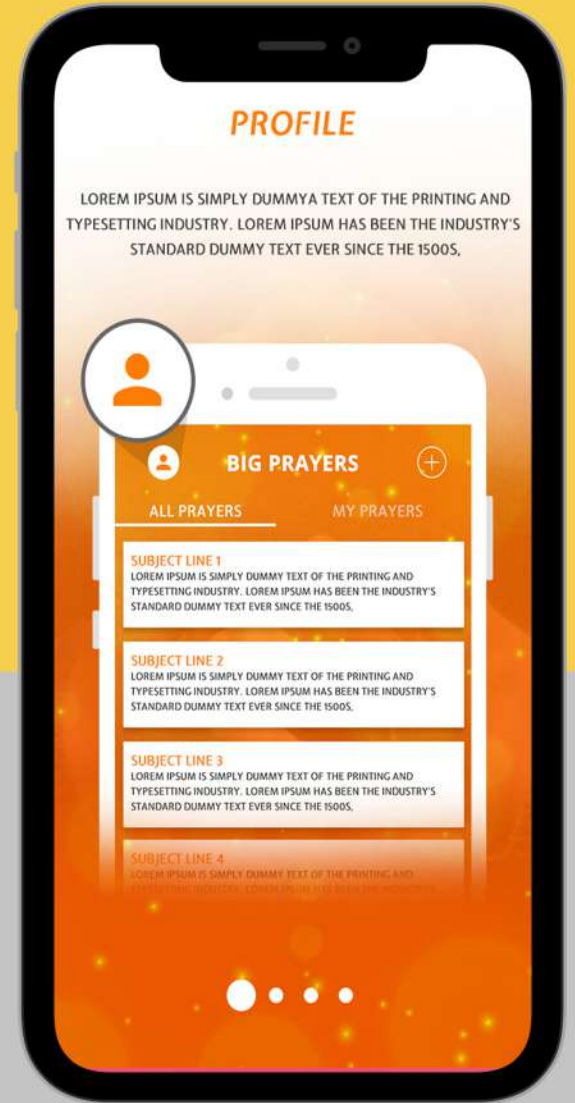 PROFILE
LOREM IPSUM IS SIMPLY DUMMYA TEXT OF THE PRINTING AND
TYPESETTING INDUSTRY. LOREM IPSUM HAS BEEN THE INDUSTRY'S
STANDARD DUMMY TEXT EVER SINCE THE 1500S,
BIG PRAYERS
ALL PRAYERS MY PRAYERS
SUBJECT LINE 1
LOREM IPSUM IS SIMPLY DUMMY TEXT OF THE PRINTING AND
TYPESETTING INDUSTRY. LOREM IPSUM HAS BEEN THE INDUSTRY'S
STANDARD DUMMY TEXT EVER SINCE THE 1500S,
SUBJECT LINE 2
LOREM IPSUM IS SIMPLY DUMMY TEXT OF THE PRINTING AND
TYPESETTING INDUSTRY. LOREM IPSUM HAS BEEN THE INDUSTRY'S
STANDARD DUMMY TEXT EVER SINCE THE 1500S,
SUBJECT LINE 3
LOREM IPSUM IS SIMPLY DUMMY TEXT OF THE PRINTING AND
TYPESETTING INDUSTRY. LOREM IPSUM HAS BEEN THE INDUSTRY'S
STANDARD DUMMY TEXT EVER SINCE THE 1500S,
SUBJECT LINE 4
LOREM IPSUM IS SIMPLY DUMMY TEXT OF THE PRINTING AND